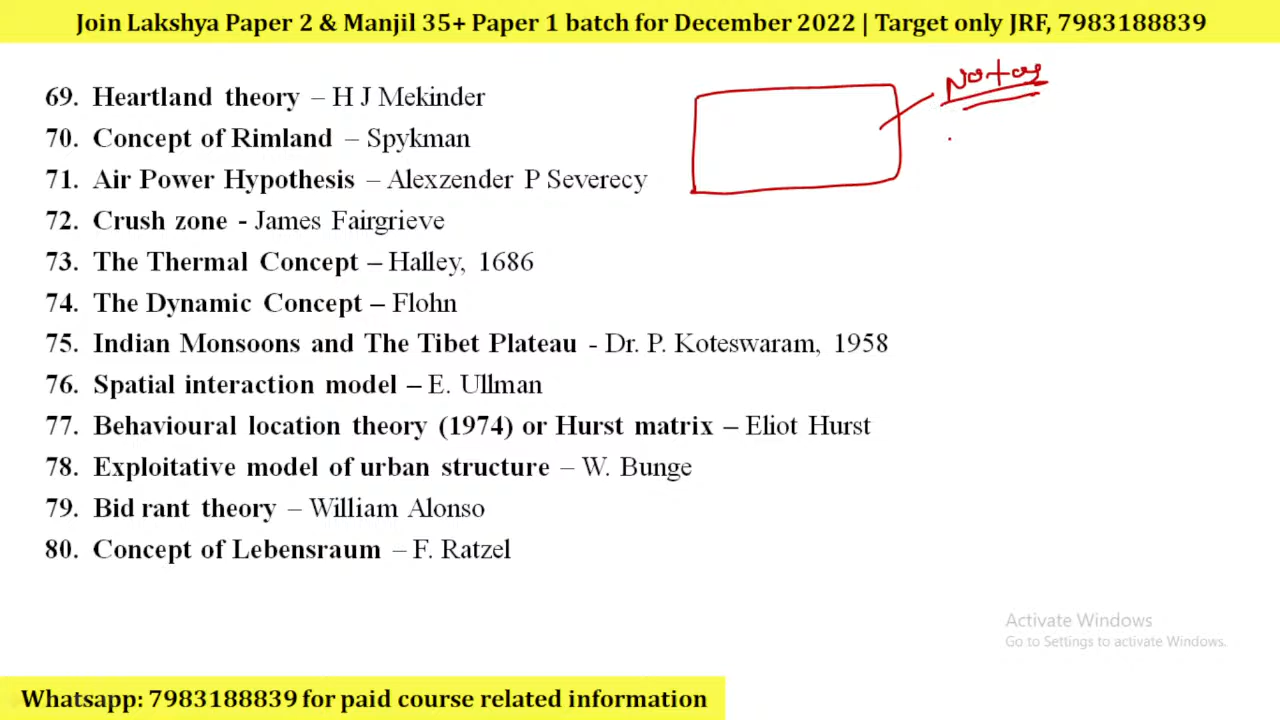 Join Lakshya Paper 2 & Manjil 35+ Paper 1 batch for December 2022 | Target only JRF, 7983188839
69. Heartland theory – H J Mekinder
70. Concept of Rimland – Spykman
71. Air Power Hypothesis – Alexzender P Severecy
72. Crush zone - James Fairgrieve
73. The Thermal Concept – Halley, 1686
74. The Dynamic Concept – Flohn
75. Indian Monsoons and The Tibet Plateau - Dr. P. Koteswaram, 1958
76. Spatial interaction model – E. Ullman
77. Behavioural location theory (1974) or Hurst matrix – Eliot Hurst
78. Exploitative model of urban structure – W. Bunge
79. Bid rant theory – William Alonso
80. Concept of Lebensraum – F. Ratzel
Activate Windows
Go to Settings to activate Windows.
Whatsapp: 7983188839 for paid course related information